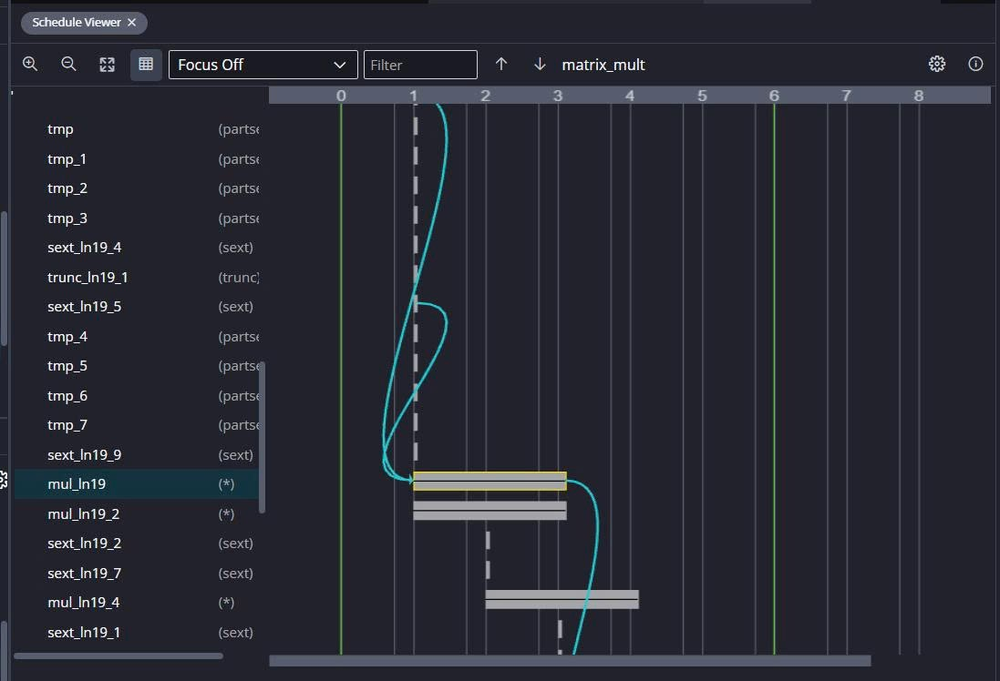 Schedule Viewer ×
Focus Off Filter matrix_mult
0 1 2 3 4 5 6 7 8
tmp (partse
tmp_1 (partse
tmp_2 (partse
tmp_3 (partse
sext_ln19_4 (sext)
trunc_ln19_1 (trunc)
sext_ln19_5 (sext)
tmp_4 (partse
tmp_5 (partse
tmp_6 (partse
tmp_7 (partse
sext_ln19_9 (sext)
mul_ln19 (*)
mul_ln19_2 (*)
sext_ln19_2 (sext)
sext_ln19_7 (sext)
mul_ln19_4 (*)
sext_ln19_1 (sext)